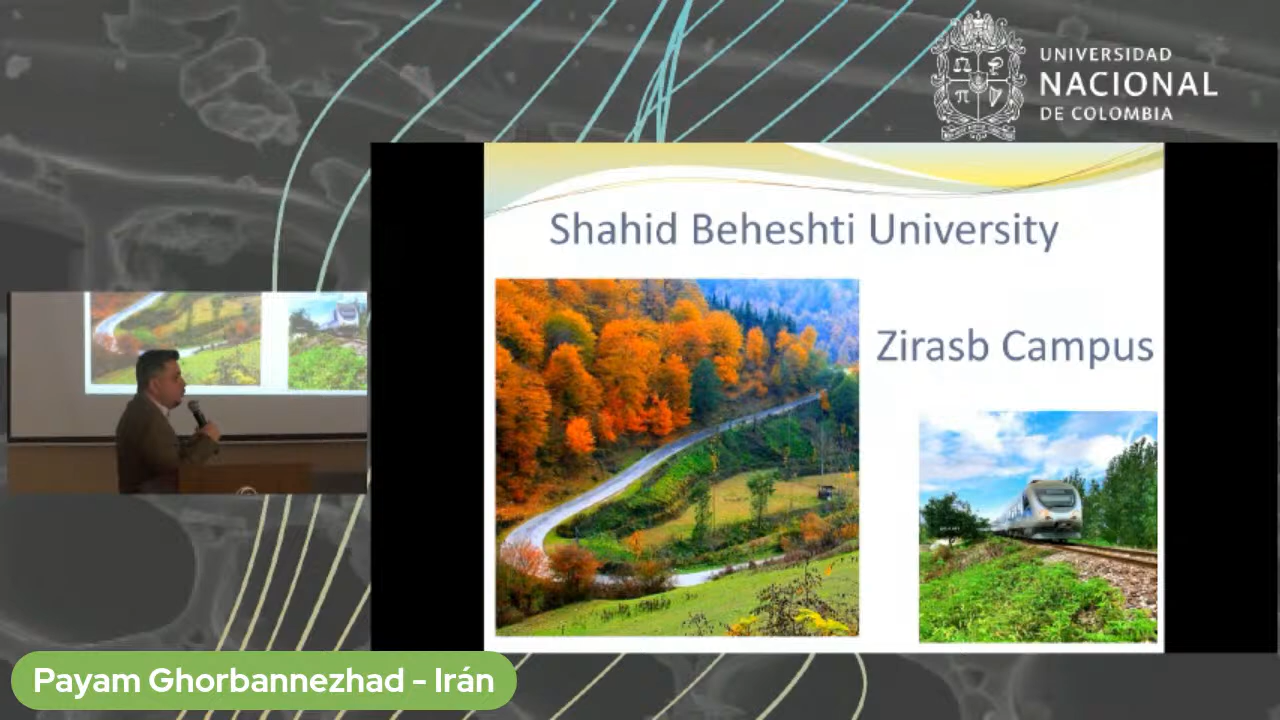 UNIVERSIDAD
NACIONAL
DE COLOMBIA
Shahid Beheshti University
Zirasb Campus
Payam Ghorbannezhad - Irán